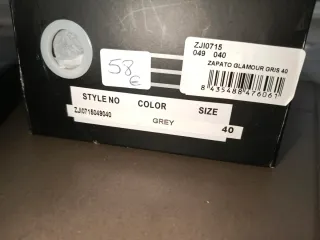 ZJI0715
049 040
ZAPATO GLAMOUR GRIS 40
8 435488 476061
58
€
STYLE NO COLOR SIZE
ZJI0715049040
GREY
40